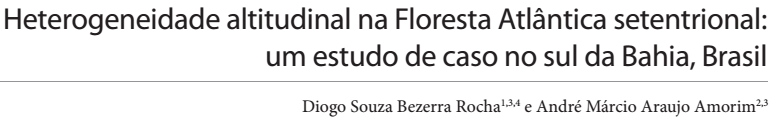 Heterogeneidade altitudinal na Floresta Atlântica setentrional:
um estudo de caso no sul da Bahia, Brasil
Diogo Souza Bezerra Rocha1,3,4 e André Márcio Araujo Amorim2,3